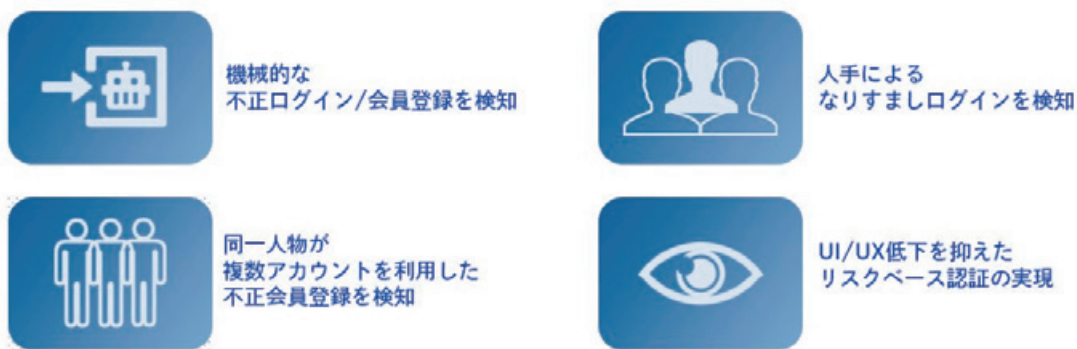 機械的な
不正ログイン/会員登録を検知
人手による
なりすましログインを検知
同一人物が
複数アカウントを利用した
不正会員登録を検知
UI/UX低下を抑えた
リスクベース認証の実現